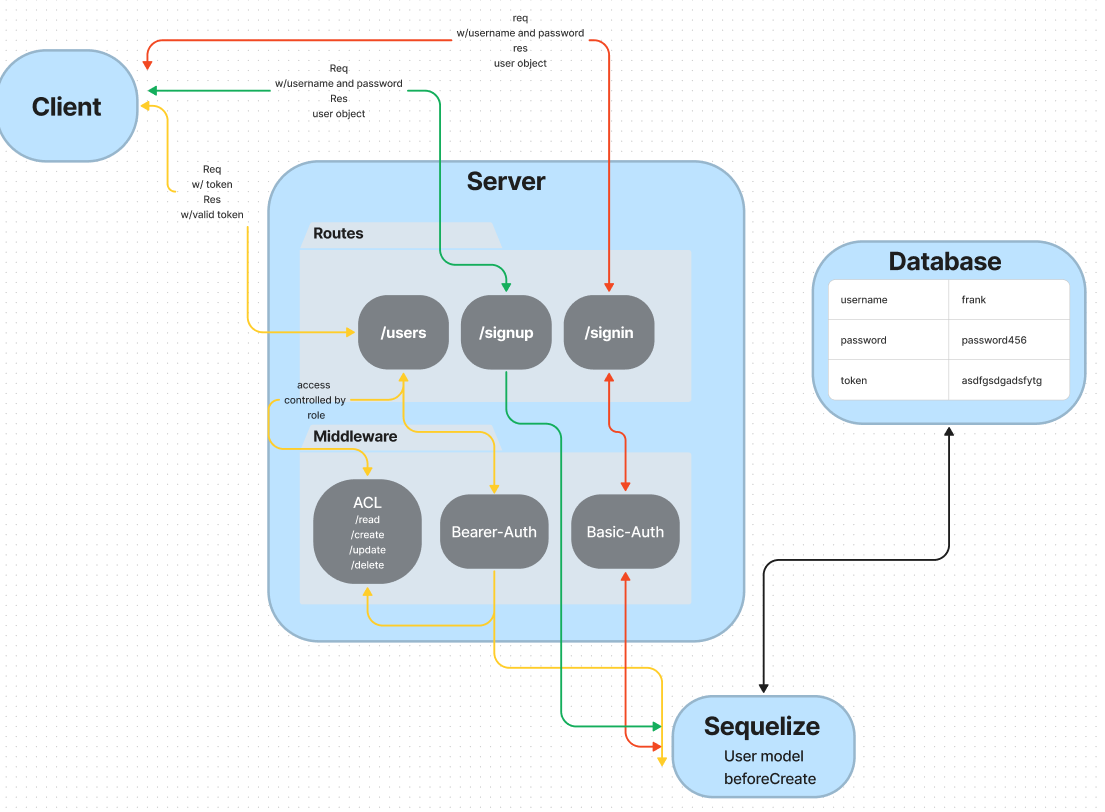 req
w/username and password
res
user object
Req
w/username and password
Res
user object
Client
Req
w/ token
Res
w/valid token
Server
Routes
/users
/signup
/signin
access
controlled by
role
Middleware
ACL
/read
/create
/update
/delete
Bearer-Auth
Basic-Auth
Database
username frank
password password456
token asdfgsdgadsfytg
Sequelize
User model
beforeCreate